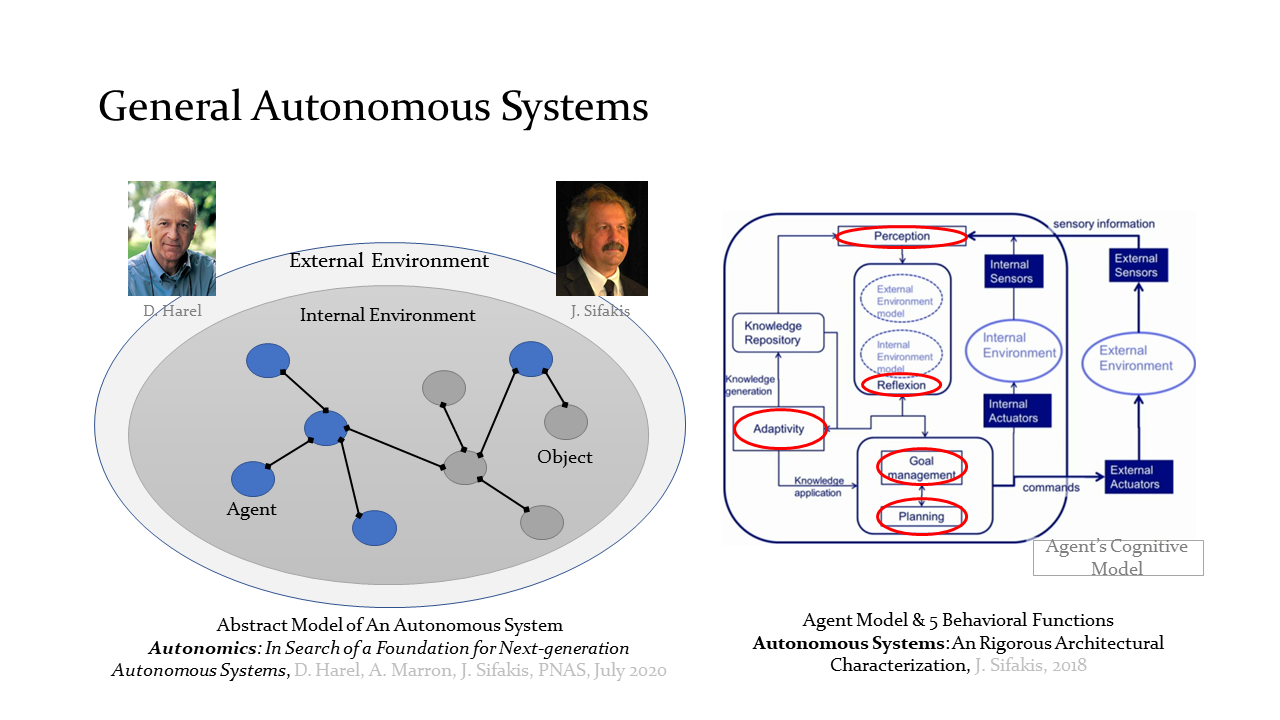 General Autonomous Systems
External Environment
D. Harel
J. Sifakis
Internal Environment
Object
Agent
Abstract Model of An Autonomous System
Autonomics: In Search of a Foundation for Next-generation
Autonomous Systems, D. Harel, A. Marron, J. Sifakis, PNAS, July 2020
sensory information
Perception
Internal
Sensors
External
Sensors
External
Environment
model
Knowledge
Repository
Internal
Environment
model
Reflexion
Internal
Environment
External
Environment
Knowledge
generation
Internal
Actuators
Adaptivity
Goal
management
External
Actuators
Knowledge
application
commands
Planning
Agent's Cognitive
Model
Agent Model & 5 Behavioral Functions
Autonomous Systems: An Rigorous Architectural
Characterization, J. Sifakis, 2018